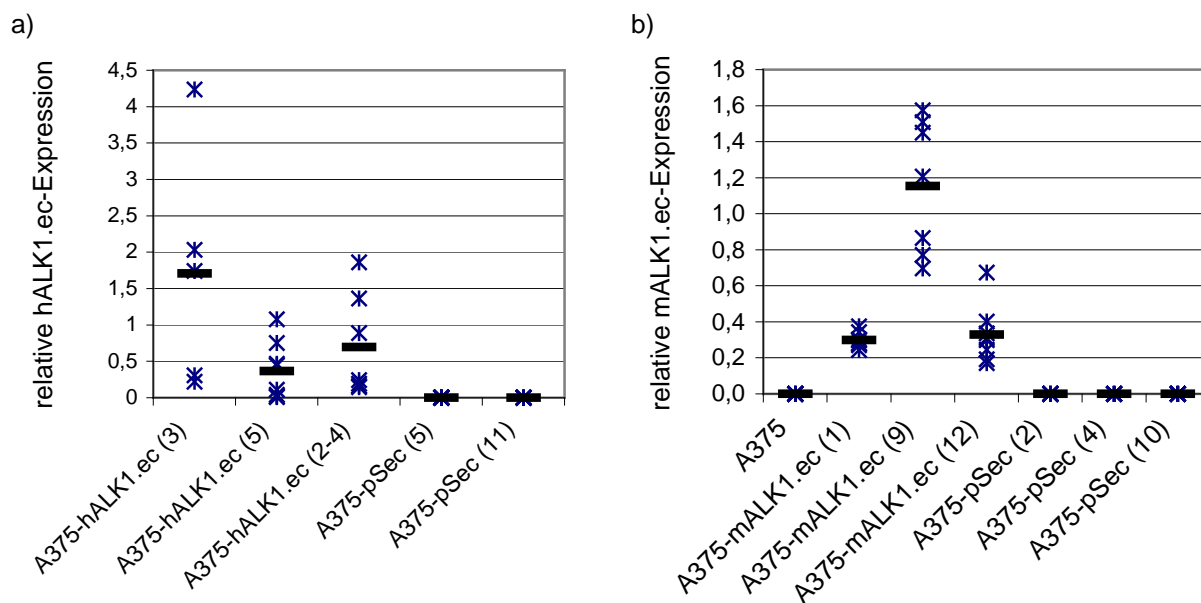 a)
relative hALK1.ec-Expression
4,5
4
3,5
3
2,5
2
1,5
1
0,5
0
A375-hALK1.ec (3)
A375-hALK1.ec (5)
A375-hALK1.ec (2-4)
A375-pSec (5)
A375-pSec (11)
b)
relative mALK1.ec-Expression
1,8
1,6
1,4
1,2
1,0
0,8
0,6
0,4
0,2
0,0
A375
A375-mALK1.ec (1)
A375-mALK1.ec (9)
A375-mALK1.ec (12)
A375-pSec (2)
A375-pSec (4)
A375-pSec (10)